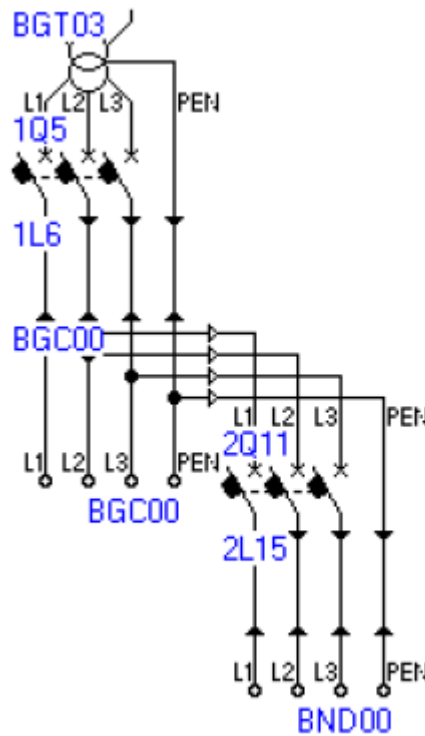 BGT03
L1 L2 L3 PEN
1Q5
1L6
BGC00
L1 L2 L3 PEN
2Q11
L1 L2 L3 PEN
BGC00
2L15
L1 L2 L3 PEN
BND00